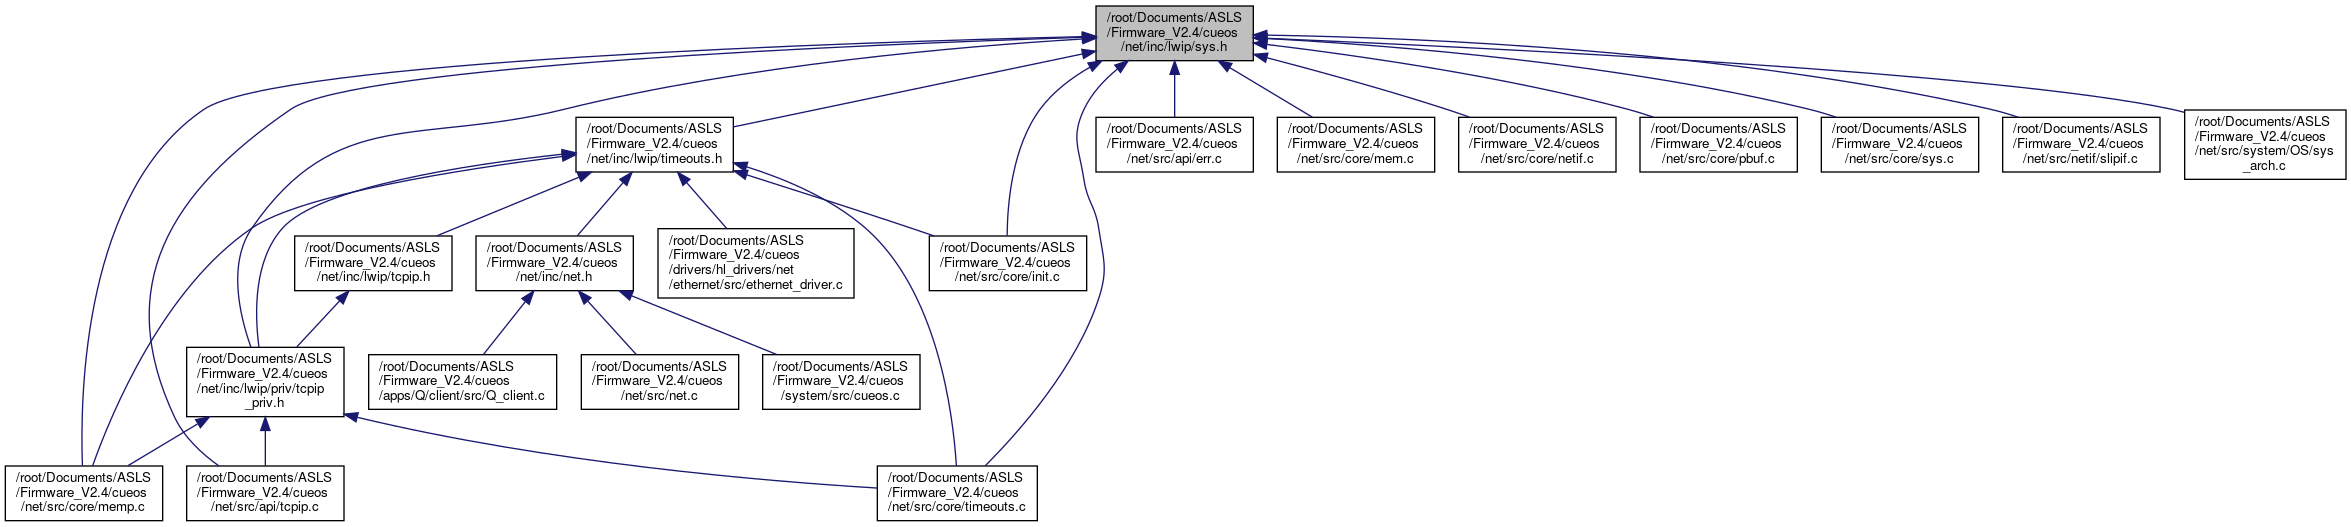 /root/Documents/ASLS
/Firmware_V2.4/cueos
/net/inc/lwip/sys.h
/root/Documents/ASLS
/Firmware_V2.4/cueos
/net/inc/lwip/timeouts.h
/root/Documents/ASLS
/Firmware_V2.4/cueos
/net/src/api/err.c
/root/Documents/ASLS
/Firmware_V2.4/cueos
/net/src/core/mem.c
/root/Documents/ASLS
/Firmware_V2.4/cueos
/net/src/core/netif.c
/root/Documents/ASLS
/Firmware_V2.4/cueos
/net/src/core/pbuf.c
/root/Documents/ASLS
/Firmware_V2.4/cueos
/net/src/core/sys.c
/root/Documents/ASLS
/Firmware_V2.4/cueos
/net/src/netif/slipif.c
/root/Documents/ASLS
/Firmware_V2.4/cueos
/net/src/system/OS/sys
_arch.c
/root/Documents/ASLS
/Firmware_V2.4/cueos
/net/inc/lwip/tcpip.h
/root/Documents/ASLS
/Firmware_V2.4/cueos
/net/inc/net.h
/root/Documents/ASLS
/Firmware_V2.4/cueos
/drivers/hl_drivers/net
/ethernet/src/ethernet_driver.c
/root/Documents/ASLS
/Firmware_V2.4/cueos
/net/src/core/init.c
/root/Documents/ASLS
/Firmware_V2.4/cueos
/net/inc/lwip/priv/tcpip
_priv.h
/root/Documents/ASLS
/Firmware_V2.4/cueos
/apps/Q/client/src/Q_client.c
/root/Documents/ASLS
/Firmware_V2.4/cueos
/net/src/net.c
/root/Documents/ASLS
/Firmware_V2.4/cueos
/system/src/cueos.c
/root/Documents/ASLS
/Firmware_V2.4/cueos
/net/src/core/memp.c
/root/Documents/ASLS
/Firmware_V2.4/cueos
/net/src/api/tcpip.c
/root/Documents/ASLS
/Firmware_V2.4/cueos
/net/src/core/timeouts.c